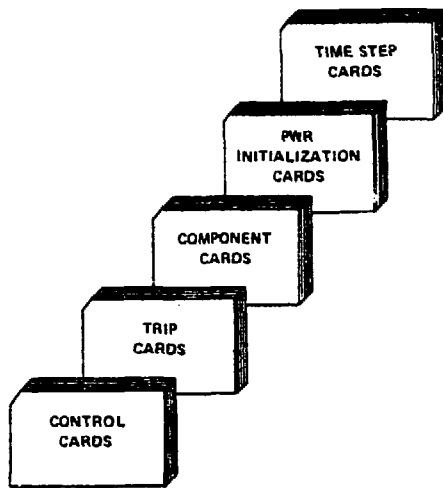 TIME STEP
CARDS
PWR
INITIALIZATION
CARDS
COMPONENT
CARDS
TRIP
CARDS
CONTROL
CARDS